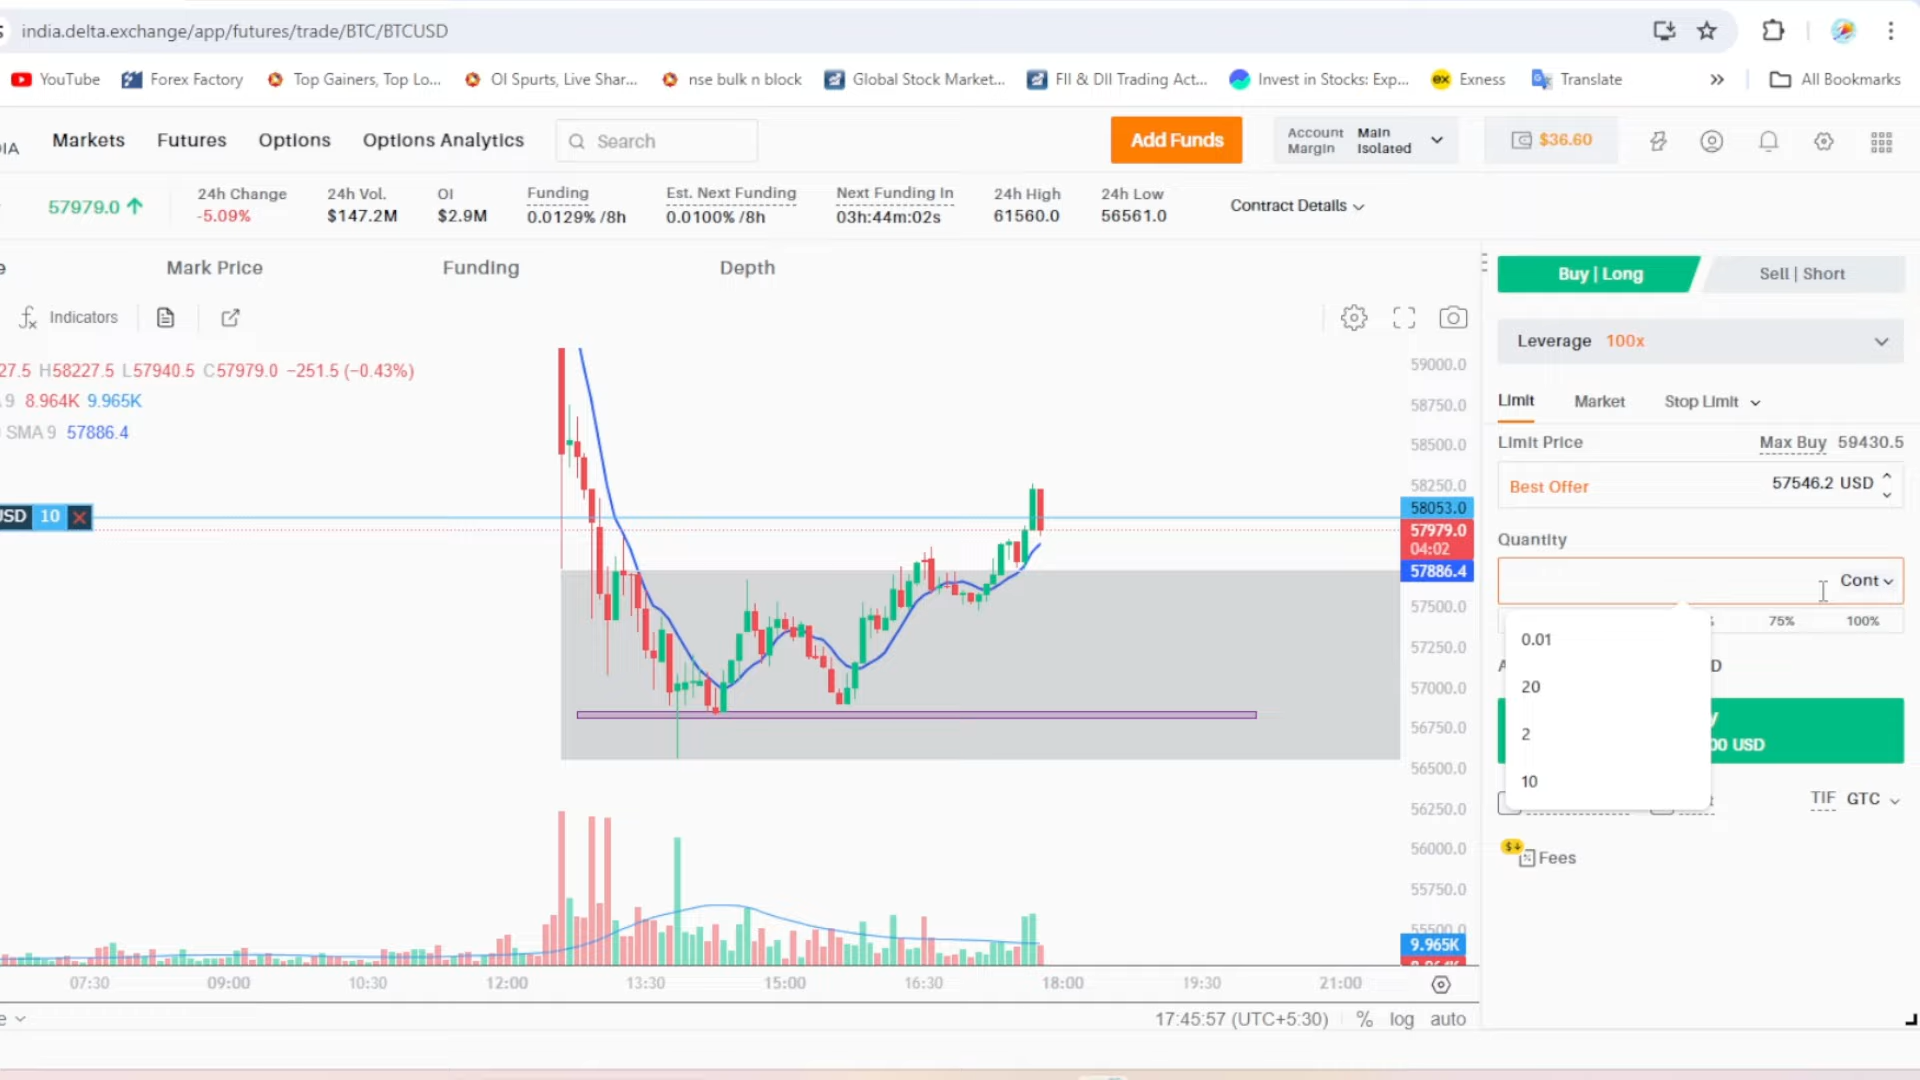 india.delta.exchange/app/futures/trade/BTC/BTCUSD
YouTube Forex Factory Top Gainers, Top Lo... OI Spurts, Live Shar... nse bulk n block Global Stock Market... FII & DII Trading Act... Invest in Stocks: Exp... Exness Translate » All Bookmarks
IA Markets Futures Options Options Analytics Search Add Funds Account Margin Main Isolated $36.60
57979.0
24h Change 24h Vol. OI Funding Est. Next Funding Next Funding In 24h High 24h Low Contract Details
-5.09% $147.2M $2.9M 0.0129% /8h 0.0100% /8h 03h:44m:02s 61560.0 56561.0
Mark Price Funding Depth
Indicators
27.5 H58227.5 L57940.5 C57979.0 −251.5 (−0.43%)
9 8.964K 9.965K
SMA 9 57886.4
USD 10
59000.0
58750.0
58500.0
58250.0
58053.0
57979.0
04:02
57886.4
57500.0
57250.0
57000.0
56750.0
56500.0
56250.0
56000.0
55750.0
55500.0
9.965K
8.964K
07:30 09:00 10:30 12:00 13:30 15:00 16:30 18:00 19:30 21:00
17:45:57 (UTC+5:30) % log auto
Buy | Long Sell | Short
Leverage 100x
Limit Market Stop Limit
Limit Price Max Buy 59430.5
Best Offer 57546.2 USD
Quantity
Cont
75% 100%
0.01
20
2
10
D
00 USD
TIF GTC
Fees